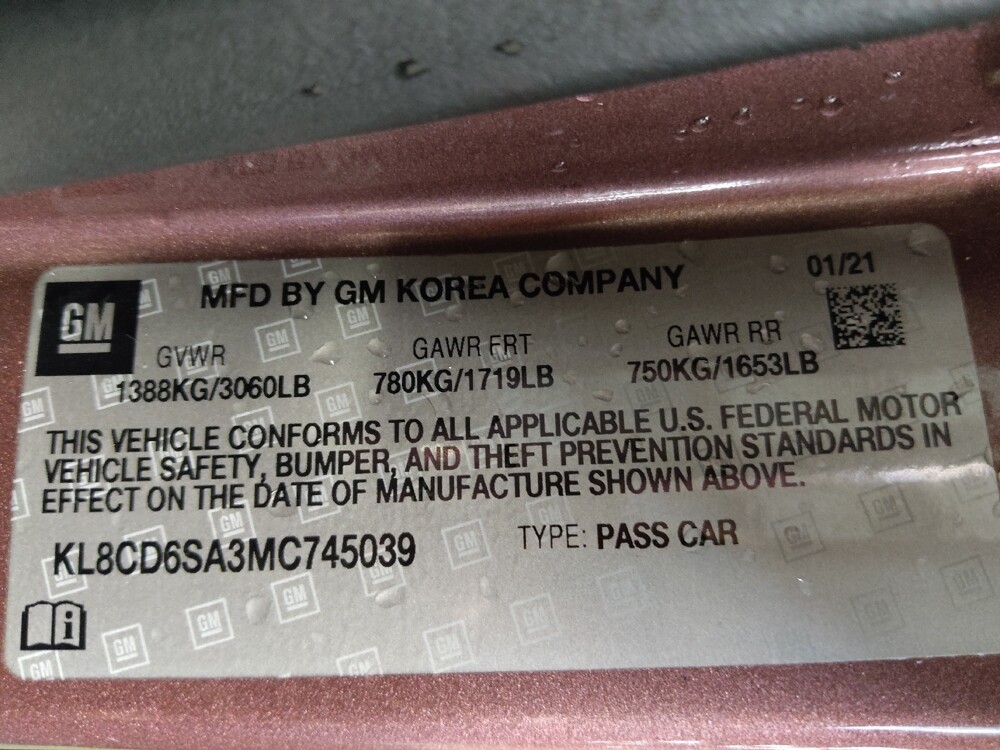 GM
MFD BY GM KOREA COMPANY
01/21
GVWR
GAWR FRT
GAWR RR
1388KG/3060LB
780KG/1719LB
750KG/1653LB
THIS VEHICLE CONFORMS TO ALL APPLICABLE U.S. FEDERAL MOTOR
VEHICLE SAFETY, BUMPER, AND THEFT PREVENTION STANDARDS IN
EFFECT ON THE DATE OF MANUFACTURE SHOWN ABOVE.
KL8CD6SA3MC745039
TYPE: PASS CAR